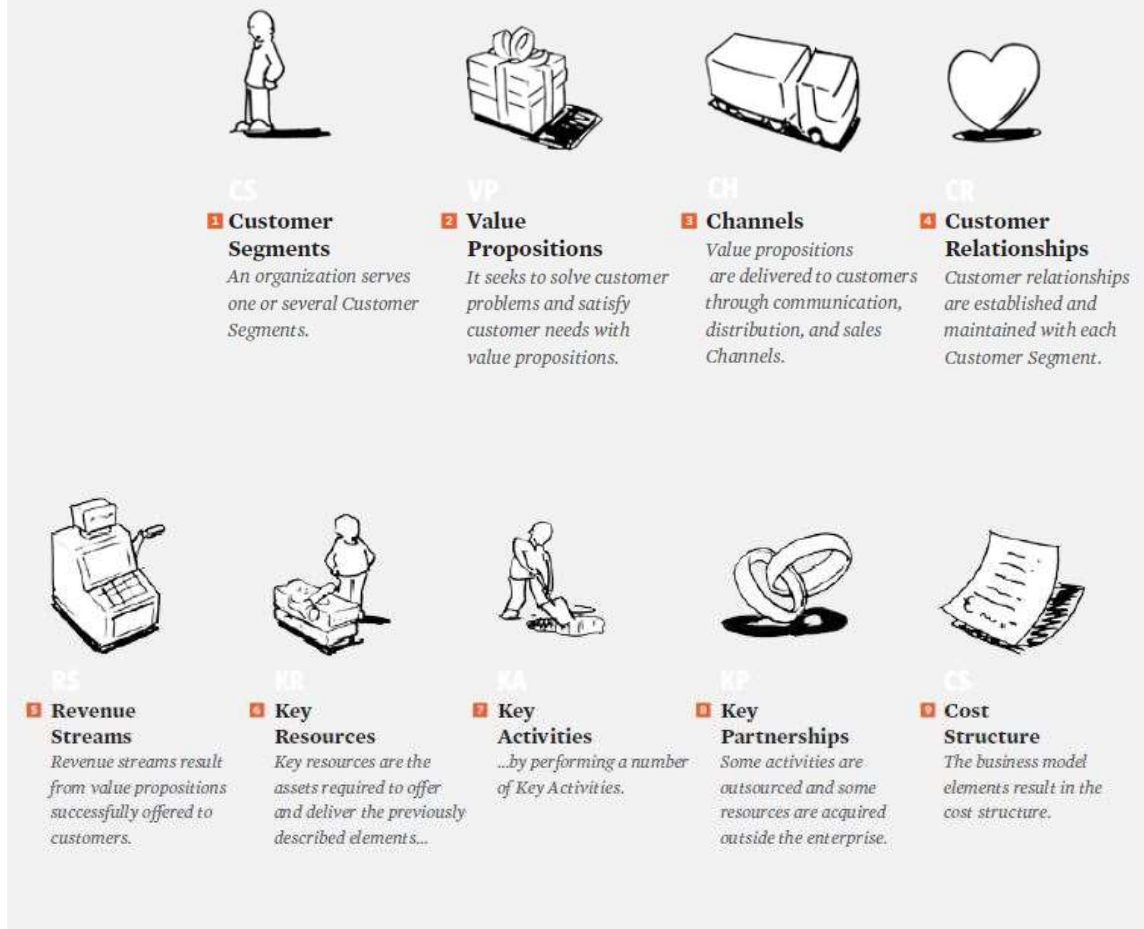 CS
1 Customer
Segments
An organization serves
one or several Customer
Segments.
VP
2 Value
Propositions
It seeks to solve customer
problems and satisfy
customer needs with
value propositions.
CH
3 Channels
Value propositions
are delivered to customers
through communication,
distribution, and sales
Channels.
CR
4 Customer
Relationships
Customer relationships
are established and
maintained with each
Customer Segment.
RS
5 Revenue
Streams
Revenue streams result
from value propositions
successfully offered to
customers.
KR
6 Key
Resources
Key resources are the
assets required to offer
and deliver the previously
described elements...
KA
7 Key
Activities
...by performing a number
of Key Activities.
KP
8 Key
Partnerships
Some activities are
outsourced and some
resources are acquired
outside the enterprise.
CS
9 Cost
Structure
The business model
elements result in the
cost structure.